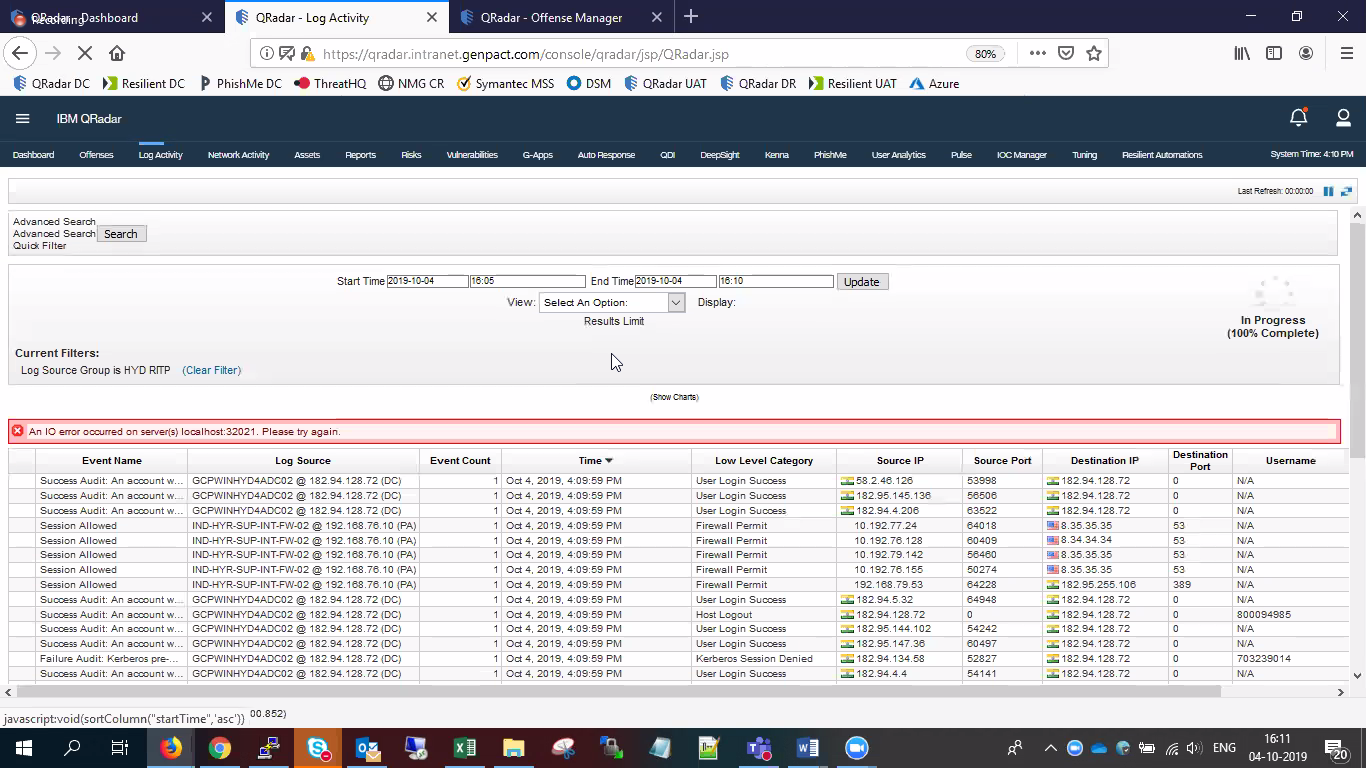 QRadar - Dashboard
Recording
QRadar - Log Activity
QRadar - Offense Manager
https://qradar.intranet.genpact.com/console/qradar/jsp/QRadar.jsp
80%
QRadar DC
Resilient DC
PhishMe DC
ThreatHQ
NMG CR
Symantec MSS
DSM
QRadar UAT
QRadar DR
Resilient UAT
Azure
IBM QRadar
Dashboard
Offenses
Log Activity
Network Activity
Assets
Reports
Risks
Vulnerabilities
G-Apps
Auto Response
QDI
DeepSight
Kenna
PhishMe
User Analytics
Pulse
IOC Manager
Tuning
Resilient Automations
System Time: 4:10 PM
Last Refresh: 00:00:00
Advanced Search
Advanced Search Search
Quick Filter
Start Time 2019-10-04 16:05 End Time 2019-10-04 16:10 Update
View: Select An Option: Display:
Results Limit
In Progress
(100% Complete)
Current Filters:
Log Source Group is HYD RITP (Clear Filter)
(Show Charts)
An IO error occurred on server(s) localhost:32021. Please try again.
Event Name Log Source Event Count Time Low Level Category Source IP Source Port Destination IP Destination Port Username
Success Audit: An account w... GCPWINHYD4ADC02 @ 182.94.128.72 (DC) 1 Oct 4, 2019, 4:09:59 PM User Login Success 58.2.46.126 53998 182.94.128.72 0 N/A
Success Audit: An account w... GCPWINHYD4ADC02 @ 182.94.128.72 (DC) 1 Oct 4, 2019, 4:09:59 PM User Login Success 182.95.145.136 56506 182.94.128.72 0 N/A
Success Audit: An account w... GCPWINHYD4ADC02 @ 182.94.128.72 (DC) 1 Oct 4, 2019, 4:09:59 PM User Login Success 182.94.4.206 63522 182.94.128.72 0 N/A
Session Allowed IND-HYR-SUP-INT-FW-02 @ 192.168.76.10 (PA) 1 Oct 4, 2019, 4:09:59 PM Firewall Permit 10.192.77.24 64018 8.35.35.35 53 N/A
Session Allowed IND-HYR-SUP-INT-FW-02 @ 192.168.76.10 (PA) 1 Oct 4, 2019, 4:09:59 PM Firewall Permit 10.192.76.128 60409 8.34.34.34 53 N/A
Session Allowed IND-HYR-SUP-INT-FW-02 @ 192.168.76.10 (PA) 1 Oct 4, 2019, 4:09:59 PM Firewall Permit 10.192.79.142 56460 8.35.35.35 53 N/A
Session Allowed IND-HYR-SUP-INT-FW-02 @ 192.168.76.10 (PA) 1 Oct 4, 2019, 4:09:59 PM Firewall Permit 10.192.76.155 50274 8.35.35.35 53 N/A
Session Allowed IND-HYR-SUP-INT-FW-02 @ 192.168.76.10 (PA) 1 Oct 4, 2019, 4:09:59 PM Firewall Permit 192.168.79.53 64228 182.95.255.106 389 N/A
Success Audit: An account w... GCPWINHYD4ADC02 @ 182.94.128.72 (DC) 1 Oct 4, 2019, 4:09:59 PM User Login Success 182.94.5.32 64948 182.94.128.72 0 N/A
Success Audit: An account w... GCPWINHYD4ADC02 @ 182.94.128.72 (DC) 1 Oct 4, 2019, 4:09:59 PM Host Logout 182.94.128.72 0 182.94.128.72 0 800094985
Success Audit: An account w... GCPWINHYD4ADC02 @ 182.94.128.72 (DC) 1 Oct 4, 2019, 4:09:59 PM User Login Success 182.95.144.102 54242 182.94.128.72 0 N/A
Success Audit: An account w... GCPWINHYD4ADC02 @ 182.94.128.72 (DC) 1 Oct 4, 2019, 4:09:59 PM User Login Success 182.95.147.36 60497 182.94.128.72 0 N/A
Failure Audit: Kerberos pre-... GCPWINHYD4ADC02 @ 182.94.128.72 (DC) 1 Oct 4, 2019, 4:09:59 PM Kerberos Session Denied 182.94.134.58 52827 182.94.128.72 0 703239014
Success Audit: An account w... GCPWINHYD4ADC02 @ 182.94.128.72 (DC) 1 Oct 4, 2019, 4:09:59 PM User Login Success 182.94.4.4 54141 182.94.128.72 0 N/A
javascript:void(sortColumn("startTime",'asc')) 00.852)
ENG
16:11
04-10-2019
20